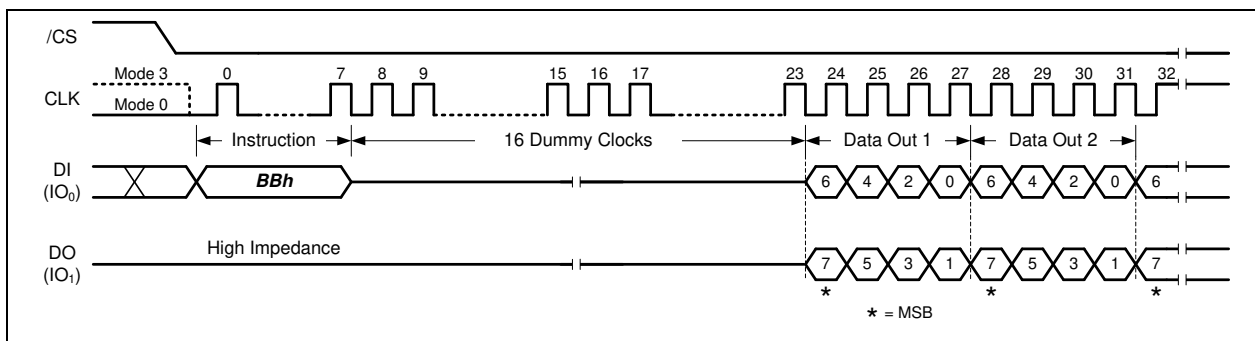 /CS
Mode 3 0 7 8 9 15 16 17 23 24 25 26 27 28 29 30 31 32
CLK
Mode 0
Instruction 16 Dummy Clocks Data Out 1 Data Out 2
DI
(IO₀)
BBh 6 4 2 0 6 4 2 0 6
DO
(IO₁)
High Impedance 7 5 3 1 7 5 3 1 7
* * *
* = MSB